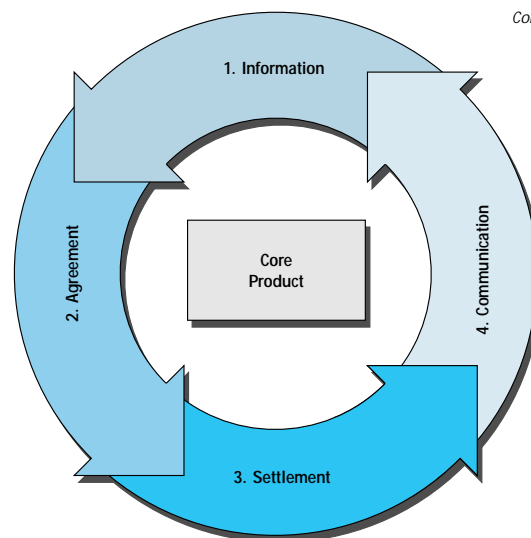 1. Information
2. Agreement
Core
Product
4. Communication
3. Settlement